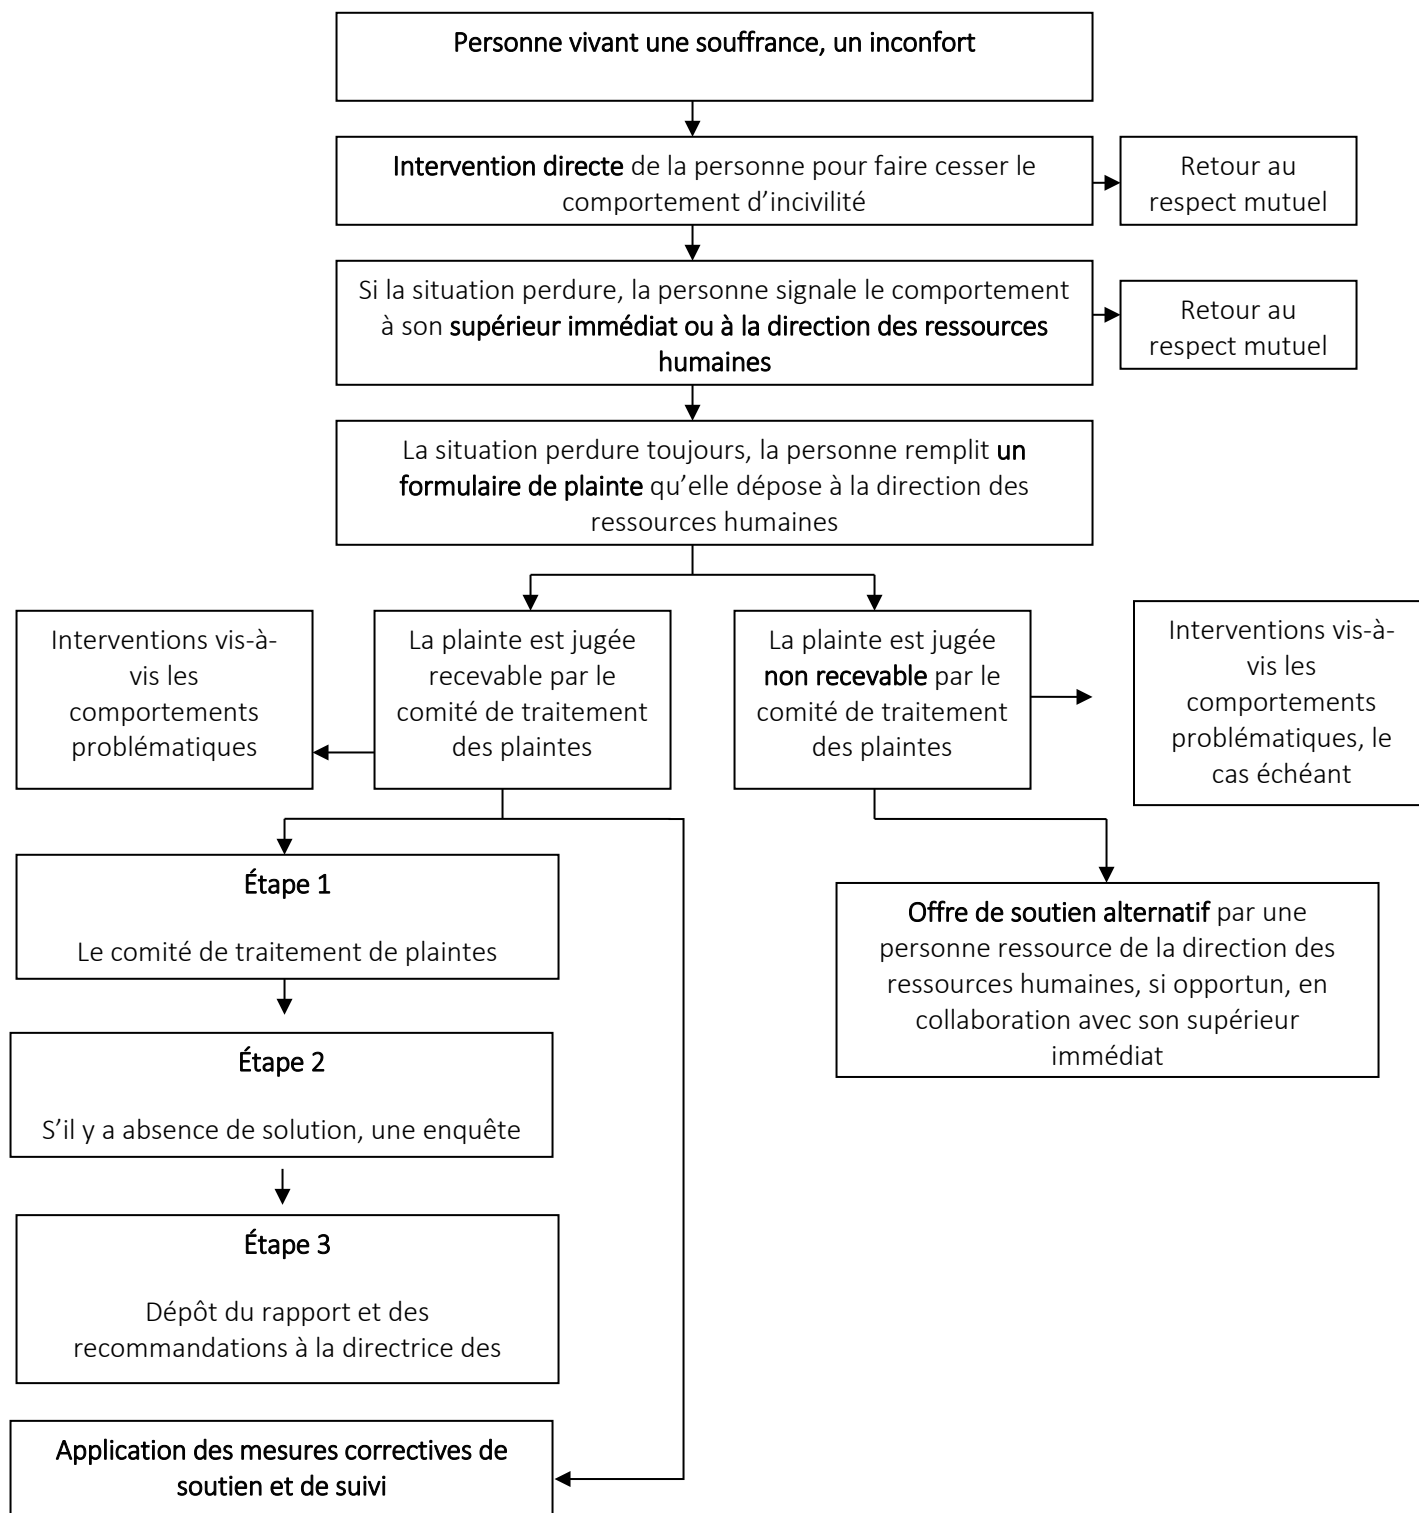 Personne vivant une souffrance, un inconfort
Intervention directe de la personne pour faire cesser le
comportement d'incivilité
Retour au
respect mutuel
Si la situation perdure, la personne signale le comportement
à son supérieur immédiat ou à la direction des ressources
humaines
Retour au
respect mutuel
La situation perdure toujours, la personne remplit un
formulaire de plainte qu'elle dépose à la direction des
ressources humaines
Interventions vis-à-
vis les
comportements
problématiques
La plainte est jugée
recevable par le
comité de traitement
des plaintes
La plainte est jugée
non recevable par le
comité de traitement
des plaintes
Interventions vis-à-
vis les
comportements
problématiques, le
cas échéant
Étape 1
Le comité de traitement de plaintes
Offre de soutien alternatif par une
personne ressource de la direction des
ressources humaines, si opportun, en
collaboration avec son supérieur
immédiat
Étape 2
S'il y a absence de solution, une enquête
Étape 3
Dépôt du rapport et des
recommandations à la directrice des
Application des mesures correctives de
soutien et de suivi